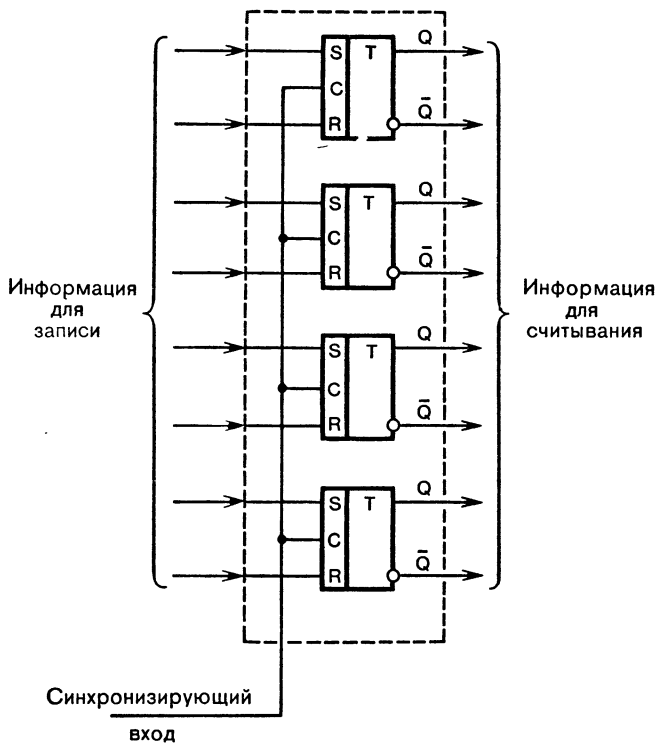 S T Q
C
R Q̄
S T Q
C
R Q̄
Информация
для
записи
Информация
для
считывания
S T Q
C
R Q̄
S T Q
C
R Q̄
Синхронизирующий
вход